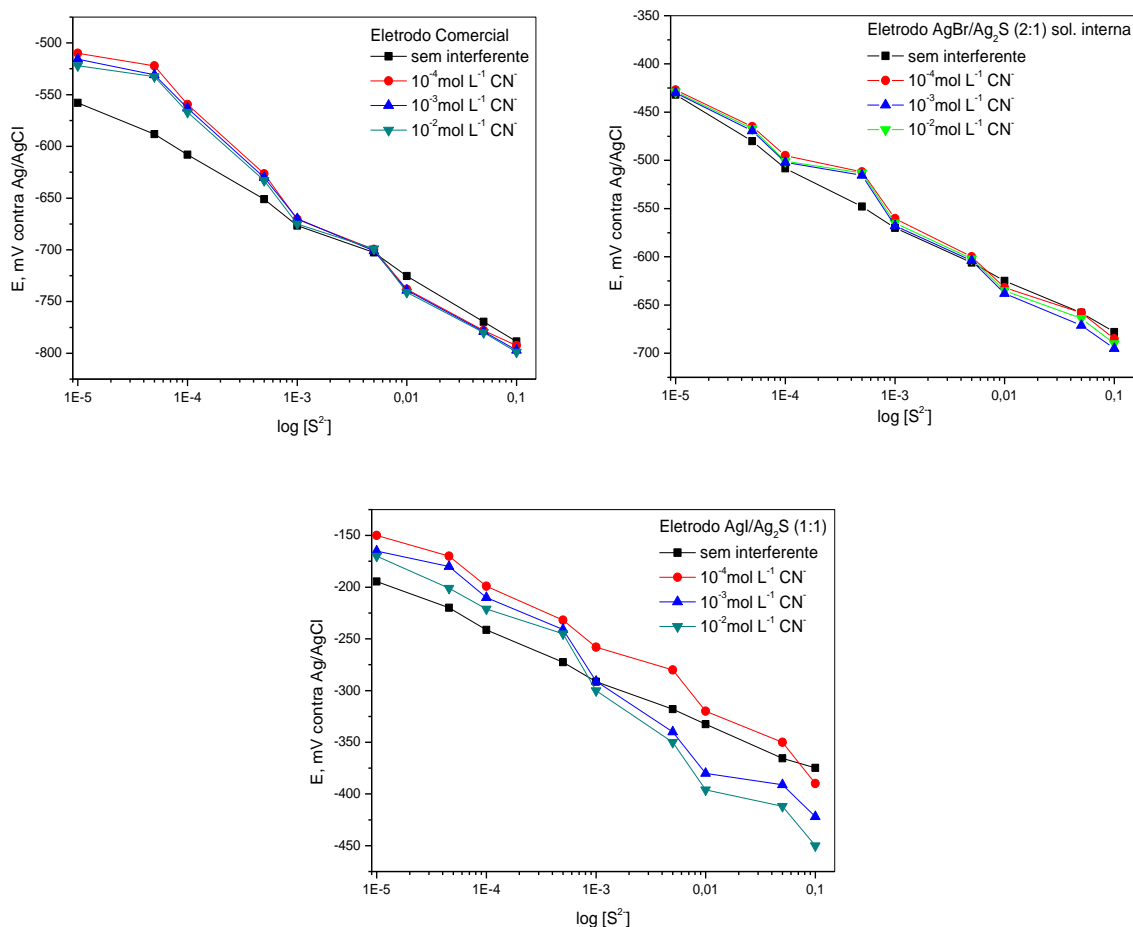 Eletrodo Comercial
sem interferente
10⁻⁴mol L⁻¹ CN⁻
10⁻³mol L⁻¹ CN⁻
10⁻²mol L⁻¹ CN⁻
-500
-550
-600
-650
-700
-750
-800
E, mV contra Ag/AgCl
1E-5
1E-4
1E-3
0,01
0,1
log [S²⁻]
Eletrodo AgBr/Ag₂S (2:1) sol. interna
sem interferente
10⁻⁴mol L⁻¹ CN⁻
10⁻³mol L⁻¹ CN⁻
10⁻²mol L⁻¹ CN⁻
-350
-400
-450
-500
-550
-600
-650
-700
E, mV contra Ag/AgCl
1E-5
1E-4
1E-3
0,01
0,1
log [S²⁻]
Eletrodo AgI/Ag₂S (1:1)
sem interferente
10⁻⁴mol L⁻¹ CN⁻
10⁻³mol L⁻¹ CN⁻
10⁻²mol L⁻¹ CN⁻
-150
-200
-250
-300
-350
-400
-450
E, mV contra Ag/AgCl
1E-5
1E-4
1E-3
0,01
0,1
log [S²⁻]